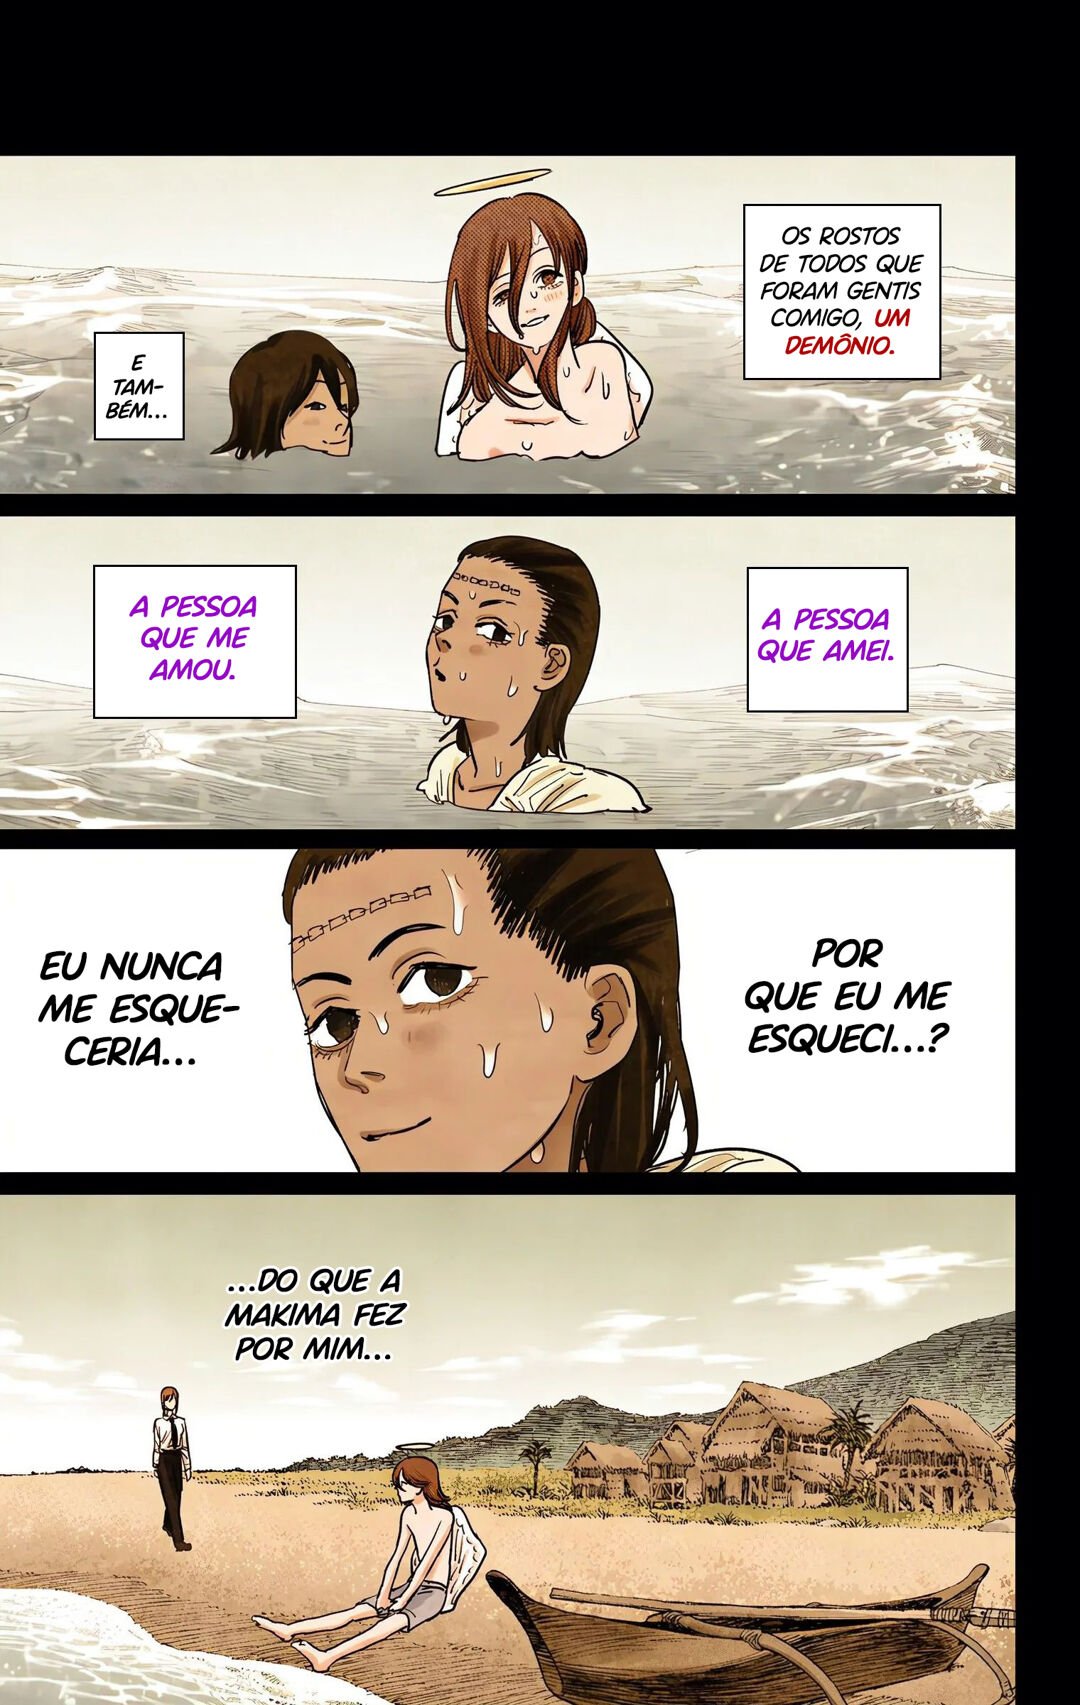 OS ROSTOS
DE TODOS QUE
FORAM GENTIS
COMIGO, UM
DEMÔNIO.
E
TAM-
BÉM...
A PESSOA
QUE AMEI.
A PESSOA
QUE ME
AMOU.
POR
QUE EU ME
ESQUECI...?
EU NUNCA
ME ESQUE-
CERIA...
...DO QUE A
MAKIMA FEZ
POR MIM...